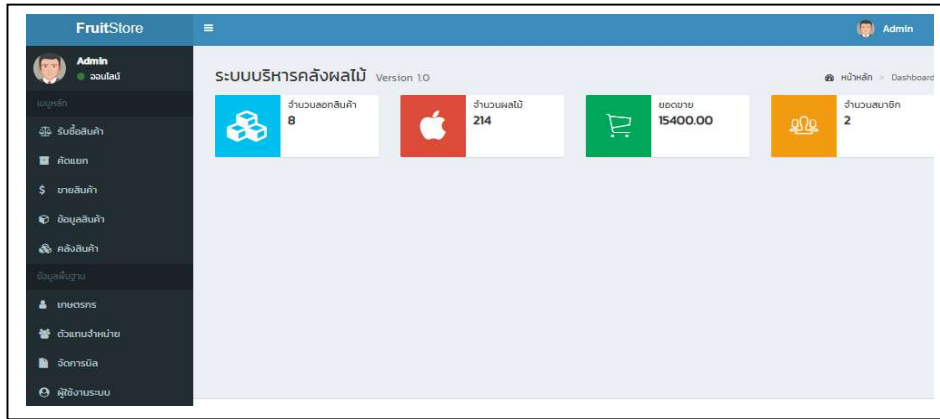 FruitStore
Admin
Admin
ออนไลน์
เมนูหลัก
รับซื้อสินค้า
คัดแยก
ขายสินค้า
ข้อมูลสินค้า
คลังสินค้า
ข้อมูลพื้นฐาน
เกษตรกร
ตัวแทนจำหน่าย
จัดการบิล
ผู้ใช้งานระบบ
ระบบบริหารคลังผลไม้ Version 1.0
หน้าหลัก > Dashboard
จำนวนลอทสินค้า
8
จำนวนผลไม้
214
ยอดขาย
15400.00
จำนวนสมาชิก
2